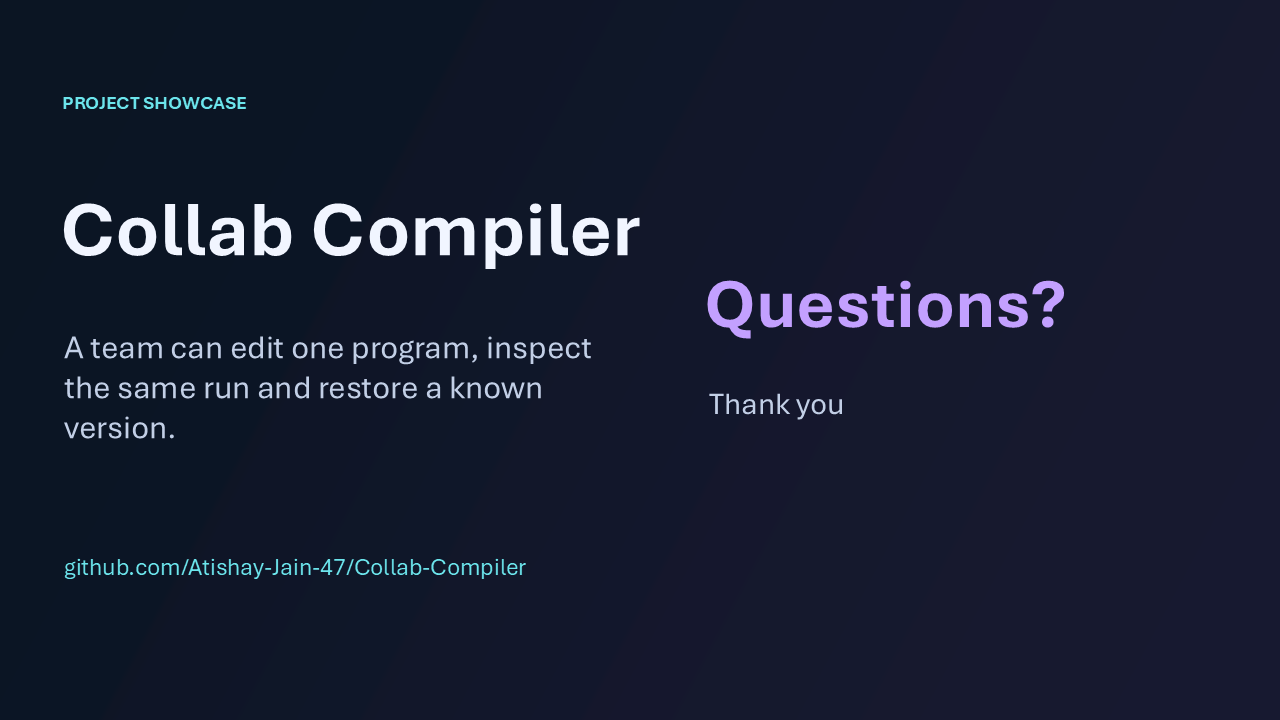 PROJECT SHOWCASE
Collab Compiler
A team can edit one program, inspect
the same run and restore a known
version.
github.com/Atishay-Jain-47/Collab-Compiler
Questions?
Thank you